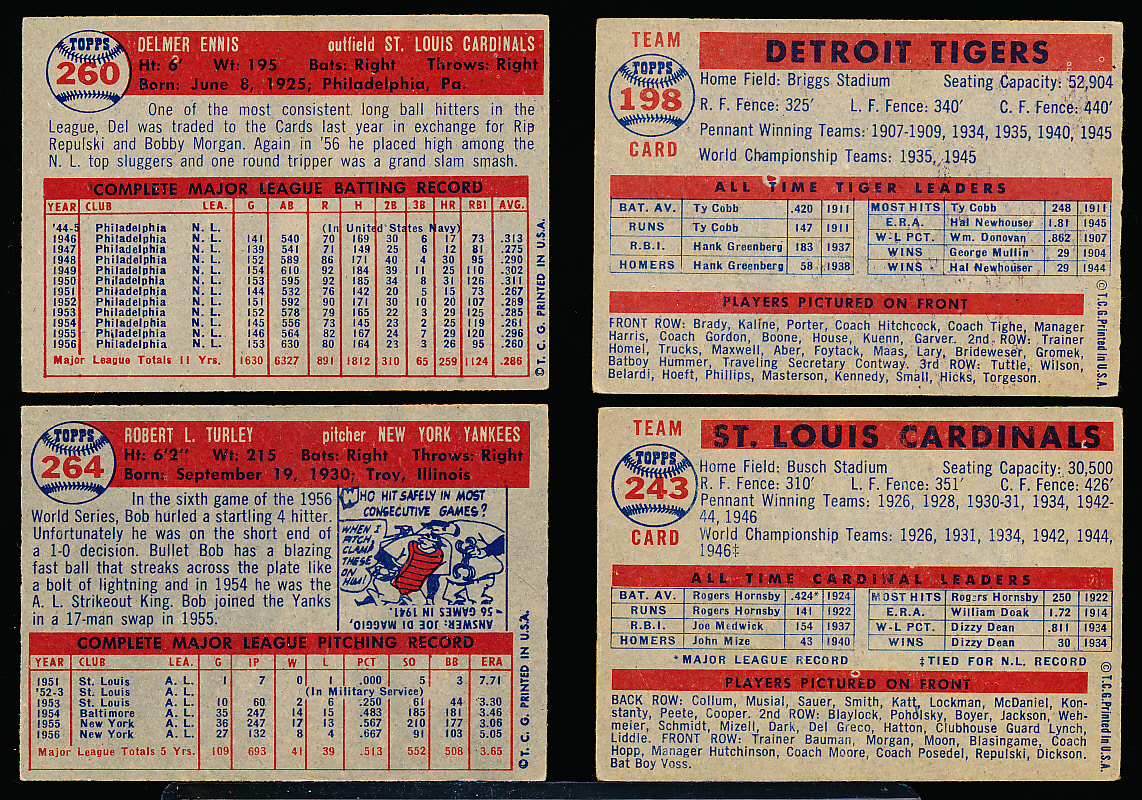 TOPPS
260
DELMER ENNIS outfield ST. LOUIS CARDINALS
Ht: 6' Wt: 195 Bats: Right Throws: Right
Born: June 8, 1925; Philadelphia, Pa.
One of the most consistent long ball hitters in the
League, Del was traded to the Cards last year in exchange for Rip
Repulski and Bobby Morgan. Again in '56 he placed high among the
N. L. top sluggers and one round tripper was a grand slam smash.
COMPLETE MAJOR LEAGUE BATTING RECORD
YEAR CLUB LEA. G AB R H 2B 3B HR RBI AVG.
'44-5 Philadelphia N. L. (In United States Navy)
1946 Philadelphia N. L. 141 540 70 169 30 6 17 73 .313
1947 Philadelphia N. L. 139 541 71 149 25 6 12 81 .275
1948 Philadelphia N. L. 152 589 86 171 40 4 30 95 .290
1949 Philadelphia N. L. 154 610 92 184 39 11 25 110 .302
1950 Philadelphia N. L. 153 595 92 185 34 8 31 126 .311
1951 Philadelphia N. L. 144 532 76 142 20 5 15 73 .267
1952 Philadelphia N. L. 151 592 90 171 30 10 20 107 .289
1953 Philadelphia N. L. 152 578 79 165 22 3 29 125 .285
1954 Philadelphia N. L. 145 556 73 145 23 2 25 119 .261
1955 Philadelphia N. L. 146 564 82 167 24 7 29 120 .296
1956 Philadelphia N. L. 153 630 80 164 23 3 26 95 .260
Major League Totals 11 Yrs. 1630 6327 891 1812 310 65 259 1124 .286
© T. C. G. PRINTED IN U.S.A.
TEAM
TOPPS
198
CARD
DETROIT TIGERS
Home Field: Briggs Stadium Seating Capacity: 52,904
R. F. Fence: 325' L. F. Fence: 340' C. F. Fence: 440'
Pennant Winning Teams: 1907-1909, 1934, 1935, 1940, 1945
World Championship Teams: 1935, 1945
ALL TIME TIGER LEADERS
BAT. AV. Ty Cobb .420 1911
RUNS Ty Cobb 147 1911
R.B.I. Hank Greenberg 183 1937
HOMERS Hank Greenberg 58 1938
MOST HITS Ty Cobb 248 1911
E.R.A. Hal Newhouser 1.81 1945
W-L PCT. Wm. Donovan .862 1907
WINS George Mullin 29 1904
WINS Hal Newhouser 29 1944
PLAYERS PICTURED ON FRONT
FRONT ROW: Brady, Kaline, Porter, Coach Hitchcock, Coach Tighe, Manager
Harris, Coach Gordon, Boone, House, Kuenn, Garver. 2nd ROW: Trainer
Homel, Trucks, Maxwell, Aber, Foytack, Maas, Lary, Brideweser, Gromek,
Batboy Hummer, Traveling Secretary Contway. 3rd ROW: Tuttle, Wilson,
Belardi, Hoeft, Phillips, Masterson, Kennedy, Small, Hicks, Torgeson.
© T.C.G. Printed in U.S.A.
TOPPS
264
ROBERT L. TURLEY pitcher NEW YORK YANKEES
Ht: 6'2" Wt: 215 Bats: Right Throws: Right
Born: September 19, 1930; Troy, Illinois
In the sixth game of the 1956
World Series, Bob hurled a startling 4 hitter.
Unfortunately he was on the short end of
a 1-0 decision. Bullet Bob has a blazing
fast ball that streaks across the plate like
a bolt of lightning and in 1954 he was the
A. L. Strikeout King. Bob joined the Yanks
in a 17-man swap in 1955.
WHO HIT SAFELY IN MOST
CONSECUTIVE GAMES?
WHEN I
PITCH,
CLAMP
THESE
ON
HIM!
ANSWER: JOE DI MAGGIO,
56 GAMES IN 1941.
COMPLETE MAJOR LEAGUE PITCHING RECORD
YEAR CLUB LEA. G IP W L PCT SO BB ERA
1951 St. Louis A. L. 1 7 0 1 .000 5 3 7.71
'52-3 St. Louis A. L. (In Military Service)
1953 St. Louis A. L. 10 60 2 6 .250 61 44 3.30
1954 Baltimore A. L. 35 247 14 15 .483 185 181 3.46
1955 New York A. L. 36 247 17 13 .567 210 177 3.06
1956 New York A. L. 27 132 8 4 .667 91 103 5.05
Major League Totals 5 Yrs. 109 693 41 39 .513 552 508 3.65
© T. C. G. PRINTED IN U.S.A.
TEAM
TOPPS
243
CARD
ST. LOUIS CARDINALS
Home Field: Busch Stadium Seating Capacity: 30,500
R. F. Fence: 310' L. F. Fence: 351' C. F. Fence: 426'
Pennant Winning Teams: 1926, 1928, 1930-31, 1934, 1942-
44, 1946
World Championship Teams: 1926, 1931, 1934, 1942, 1944,
1946‡
ALL TIME CARDINAL LEADERS
BAT. AV. Rogers Hornsby .424* 1924
RUNS Rogers Hornsby 141 1922
R.B.I. Joe Medwick 154 1937
HOMERS John Mize 43 1940
MOST HITS Rogers Hornsby 250 1922
E.R.A. William Doak 1.72 1914
W-L PCT. Dizzy Dean .811 1934
WINS Dizzy Dean 30 1934
*MAJOR LEAGUE RECORD ‡TIED FOR N.L. RECORD
PLAYERS PICTURED ON FRONT
BACK ROW: Collum, Musial, Sauer, Smith, Katt, Lockman, McDaniel, Kon-
stanty, Peete, Cooper. 2nd ROW: Blaylock, Poholsky, Boyer, Jackson, Weh-
meier, Schmidt, Mizell, Dark, Del Greco, Hatton, Clubhouse Guard Lynch,
Liddle. FRONT ROW: Trainer Bauman, Morgan, Moon, Blasingame, Coach
Hopp, Manager Hutchinson, Coach Moore, Coach Posedel, Repulski, Dickson.
Bat Boy Voss.
© T.C.G. Printed in U.S.A.